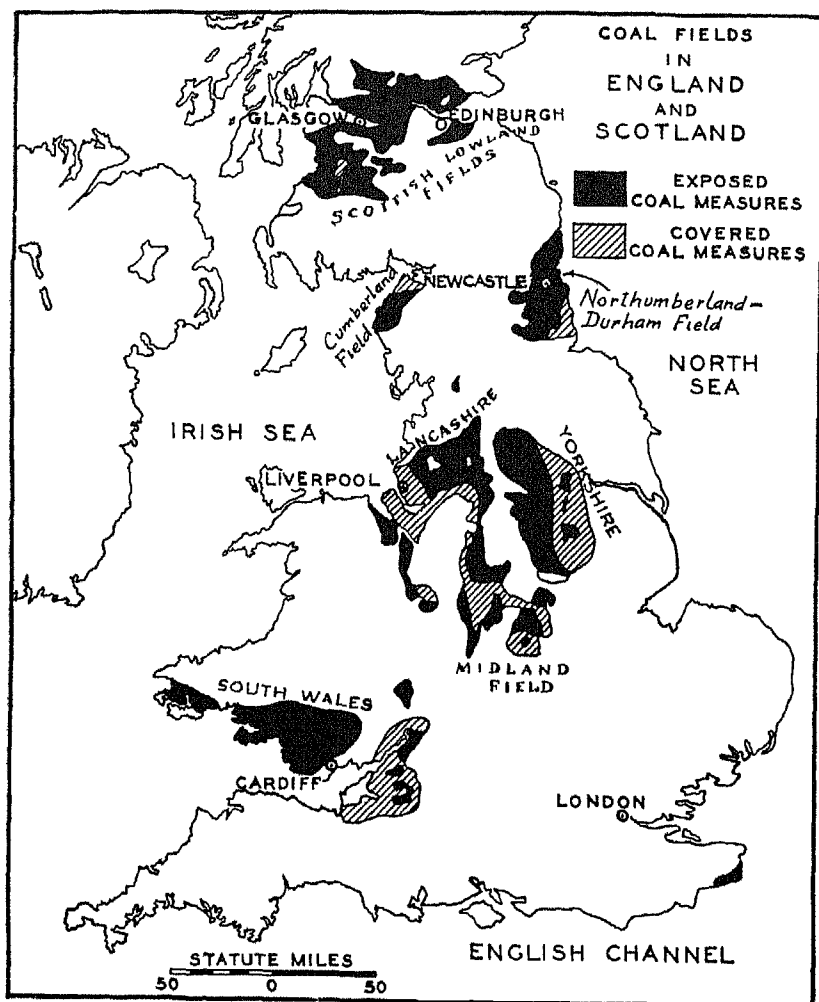 COAL FIELDS
IN
ENGLAND
AND
SCOTLAND
GLASGOW
EDINBURGH
SCOTTISH LOWLAND
FIELDS
EXPOSED
COAL MEASURES
COVERED
COAL MEASURES
NEWCASTLE
Northumberland-
Durham Field
Cumberland
Field
NORTH
SEA
IRISH SEA
LANCASHIRE
YORKSHIRE
LIVERPOOL
MIDLAND
FIELD
SOUTH WALES
CARDIFF
LONDON
ENGLISH CHANNEL
STATUTE MILES
50 0 50